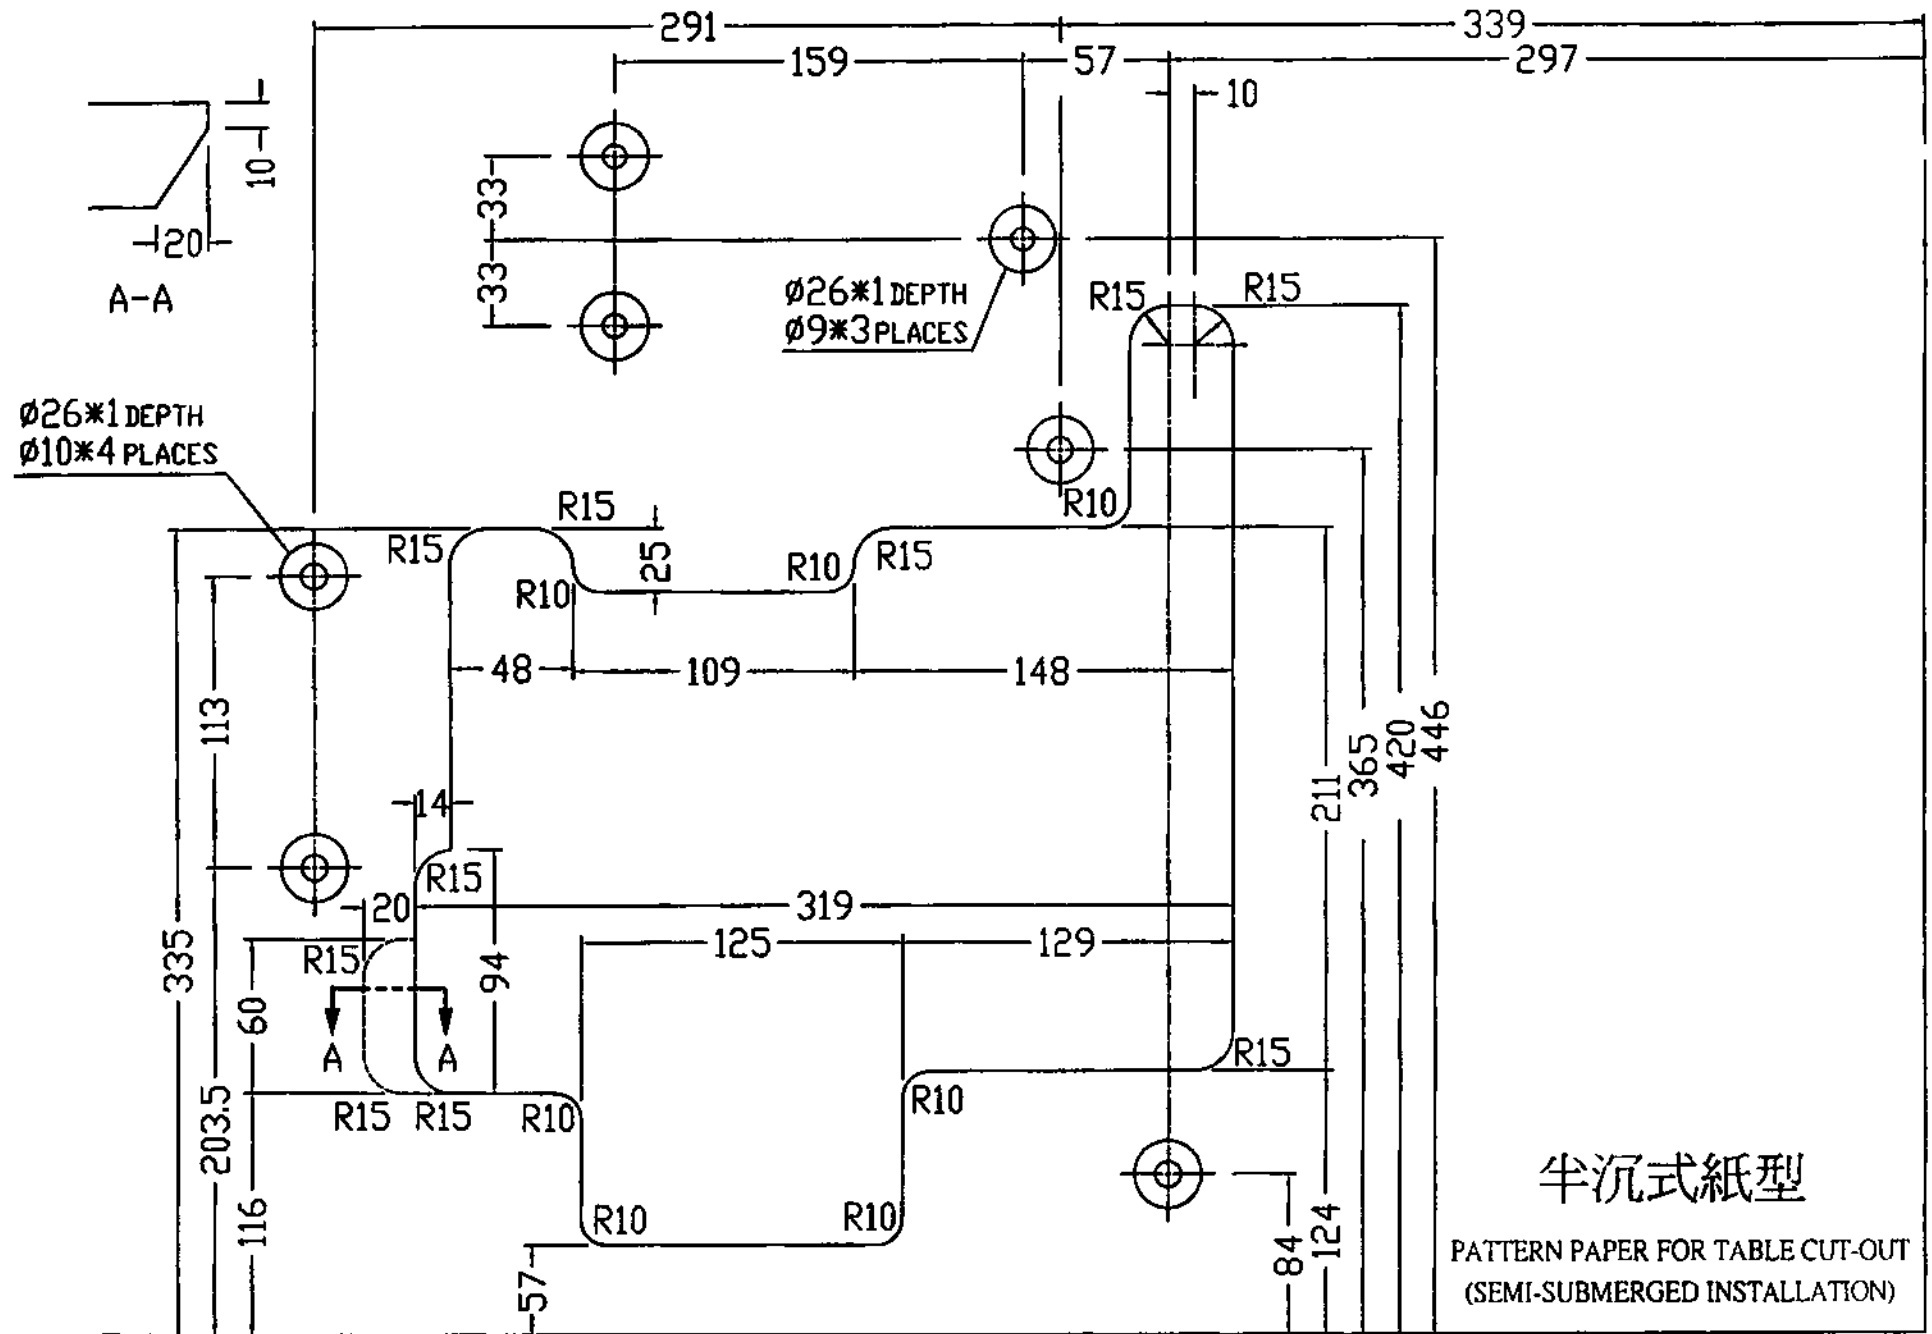 291
339
159
57
297
10
10
20
A-A
33
33
Ø26*1 DEPTH
Ø9*3 PLACES
R15
R15
Ø26*1 DEPTH
Ø10*4 PLACES
R10
R15
R15
25
R10
R10
R15
48
109
148
113
14
R15
20
319
125
129
R15
94
335
60
A
A
203.5
116
R15
R15
R10
R10
R15
R10
R10
57
84
124
211
365
420
446
半沉式紙型
PATTERN PAPER FOR TABLE CUT-OUT
(SEMI-SUBMERGED INSTALLATION)